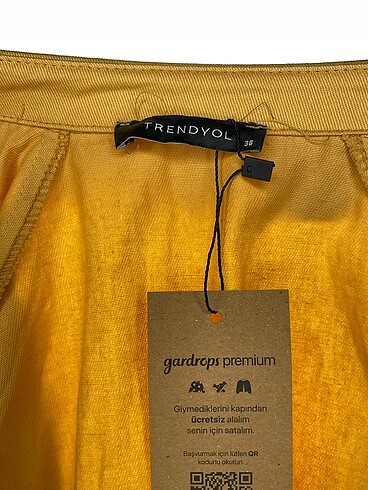 TRENDYOL
38
gardrops premium
Giymediklerini kapından
ücretsiz alalım
senin için satalım.
Başvurmak için lütfen QR
kodunu okutun.